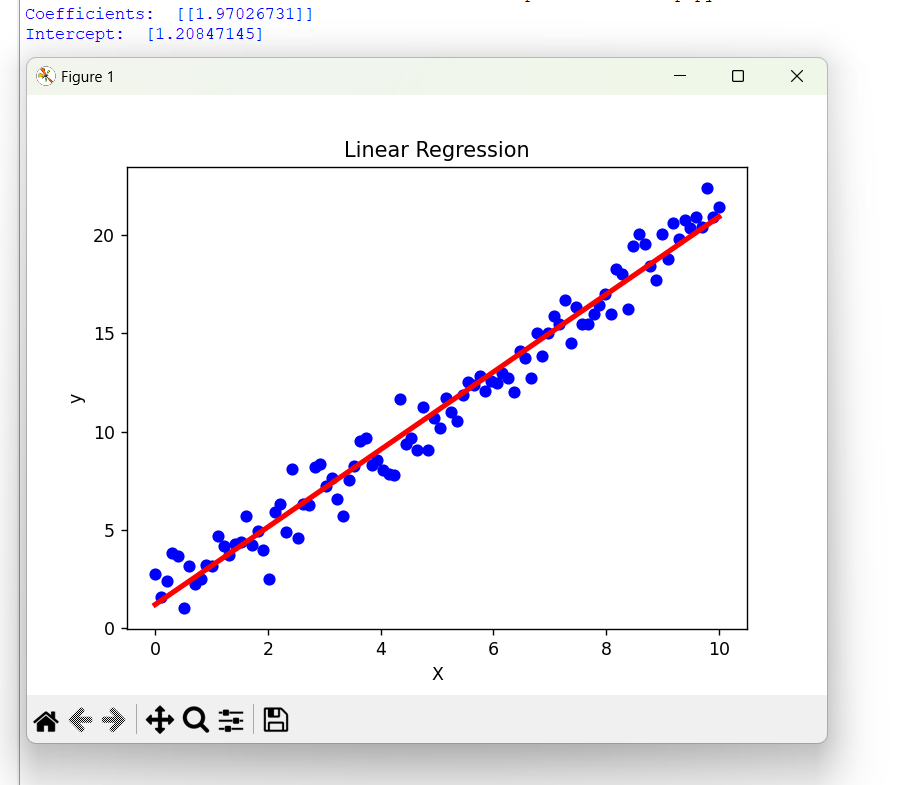 Coefficients:  [[1.97026731]]
Intercept:  [1.20847145]
Figure 1
Linear Regression
20
15
10
5
0
y
0 2 4 6 8 10
X